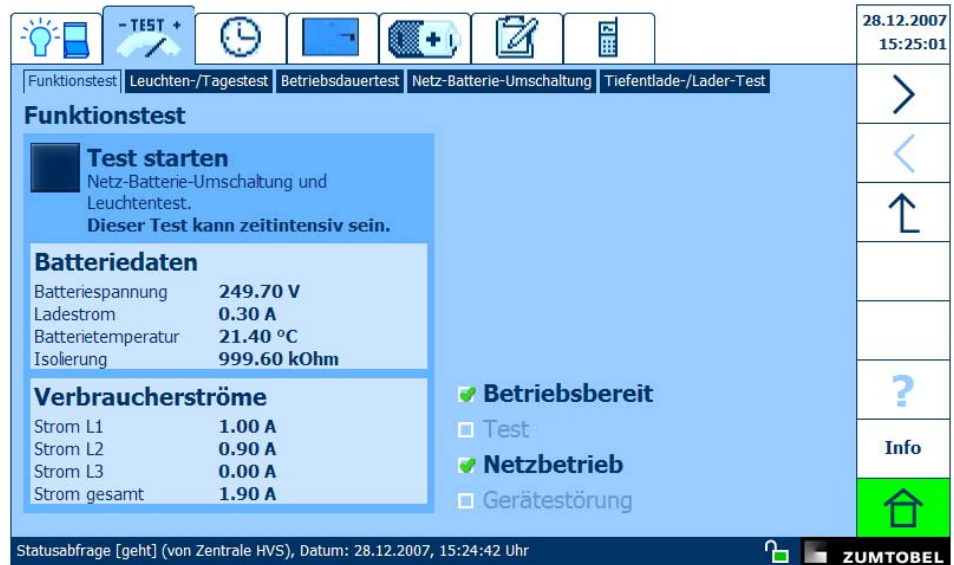 - TEST +
28.12.2007
15:25:01
Funktionstest Leuchten-/Tagestest Betriebsdauertest Netz-Batterie-Umschaltung Tiefentlade-/Lader-Test
Funktionstest
Test starten
Netz-Batterie-Umschaltung und
Leuchtentest.
Dieser Test kann zeitintensiv sein.
Batteriedaten
Batteriespannung 249.70 V
Ladestrom 0.30 A
Batterietemperatur 21.40 °C
Isolierung 999.60 kOhm
Verbraucherströme
Strom L1 1.00 A
Strom L2 0.90 A
Strom L3 0.00 A
Strom gesamt 1.90 A
Betriebsbereit
Test
Netzbetrieb
Gerätestörung
?
Info
Statusabfrage [geht] (von Zentrale HVS), Datum: 28.12.2007, 15:24:42 Uhr
ZUMTOBEL